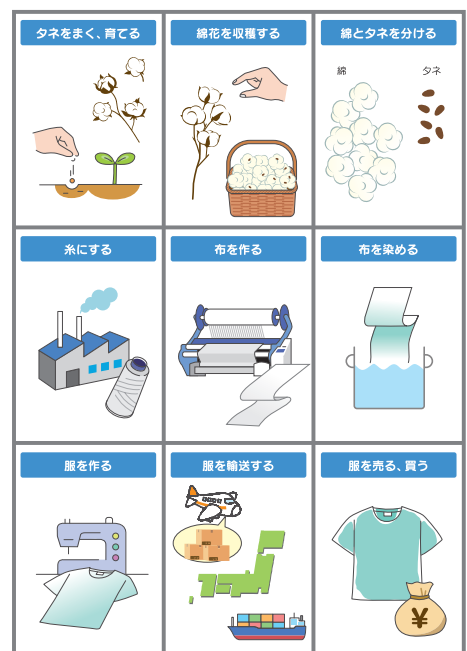 タネをまく、育てる
綿花を収穫する
綿とタネを分ける
綿
タネ
糸にする
布を作る
布を染める
服を作る
服を輸送する
服を売る、買う
¥